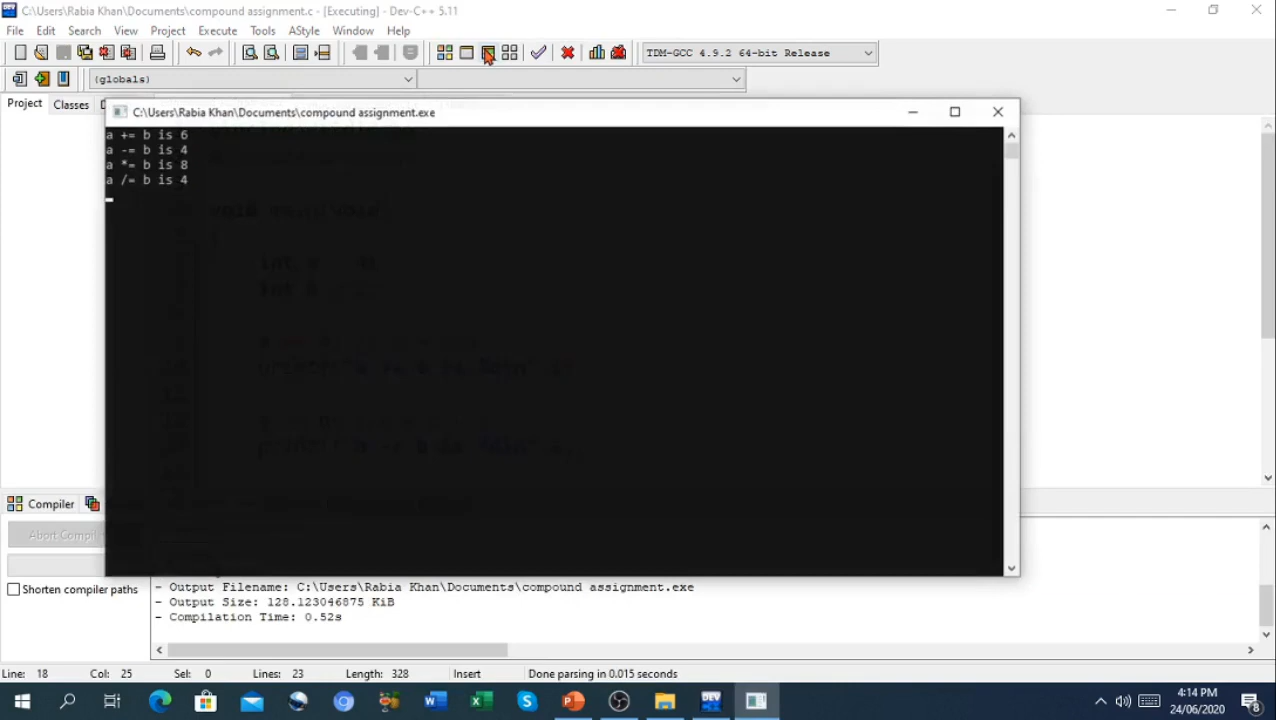 C:\Users\Rabia Khan\Documents\compound assignment.c - [Executing] - Dev-C++ 5.11
File Edit Search View Project Execute Tools AStyle Window Help
TDM-GCC 4.9.2 64-bit Release
(globals)
Project Classes
C:\Users\Rabia Khan\Documents\compound assignment.exe
a += b is 6
a -= b is 4
a *= b is 8
a /= b is 4
Compiler
Abort
Shorten compiler paths
- Output Filename: C:\Users\Rabia Khan\Documents\compound assignment.exe
- Output Size: 128.123046875 KiB
- Compilation Time: 0.52s
Line: 18 Col: 25 Sel: 0 Lines: 23 Length: 328 Insert Done parsing in 0.015 seconds
4:14 PM
24/06/2020
8